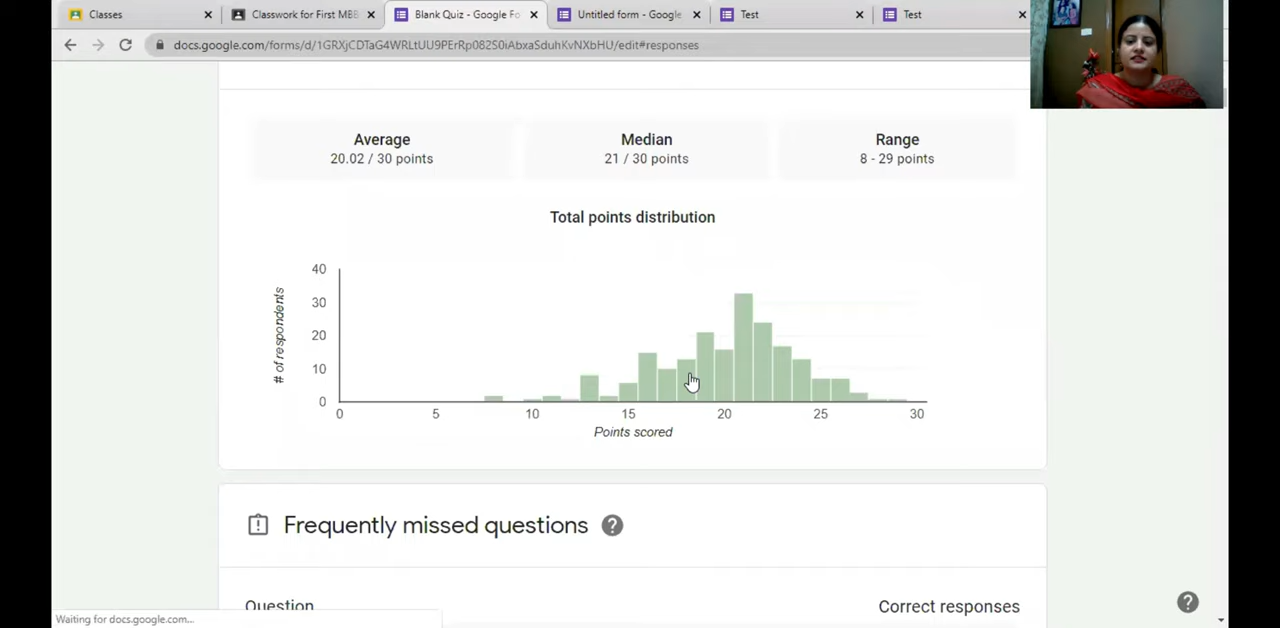 Classes
Classwork for First MBB
Blank Quiz - Google Fo
Untitled form - Google
Test
Test
docs.google.com/forms/d/1GRXjCDTaG4WRLtUU9PErRp082S0iAbxaSduhKvNXbHU/edit#responses
Average
20.02 / 30 points
Median
21 / 30 points
Range
8 - 29 points
Total points distribution
# of respondents
40
30
20
10
0
0
5
10
15
20
25
30
Points scored
Frequently missed questions
Question
Correct responses
Waiting for docs.google.com...